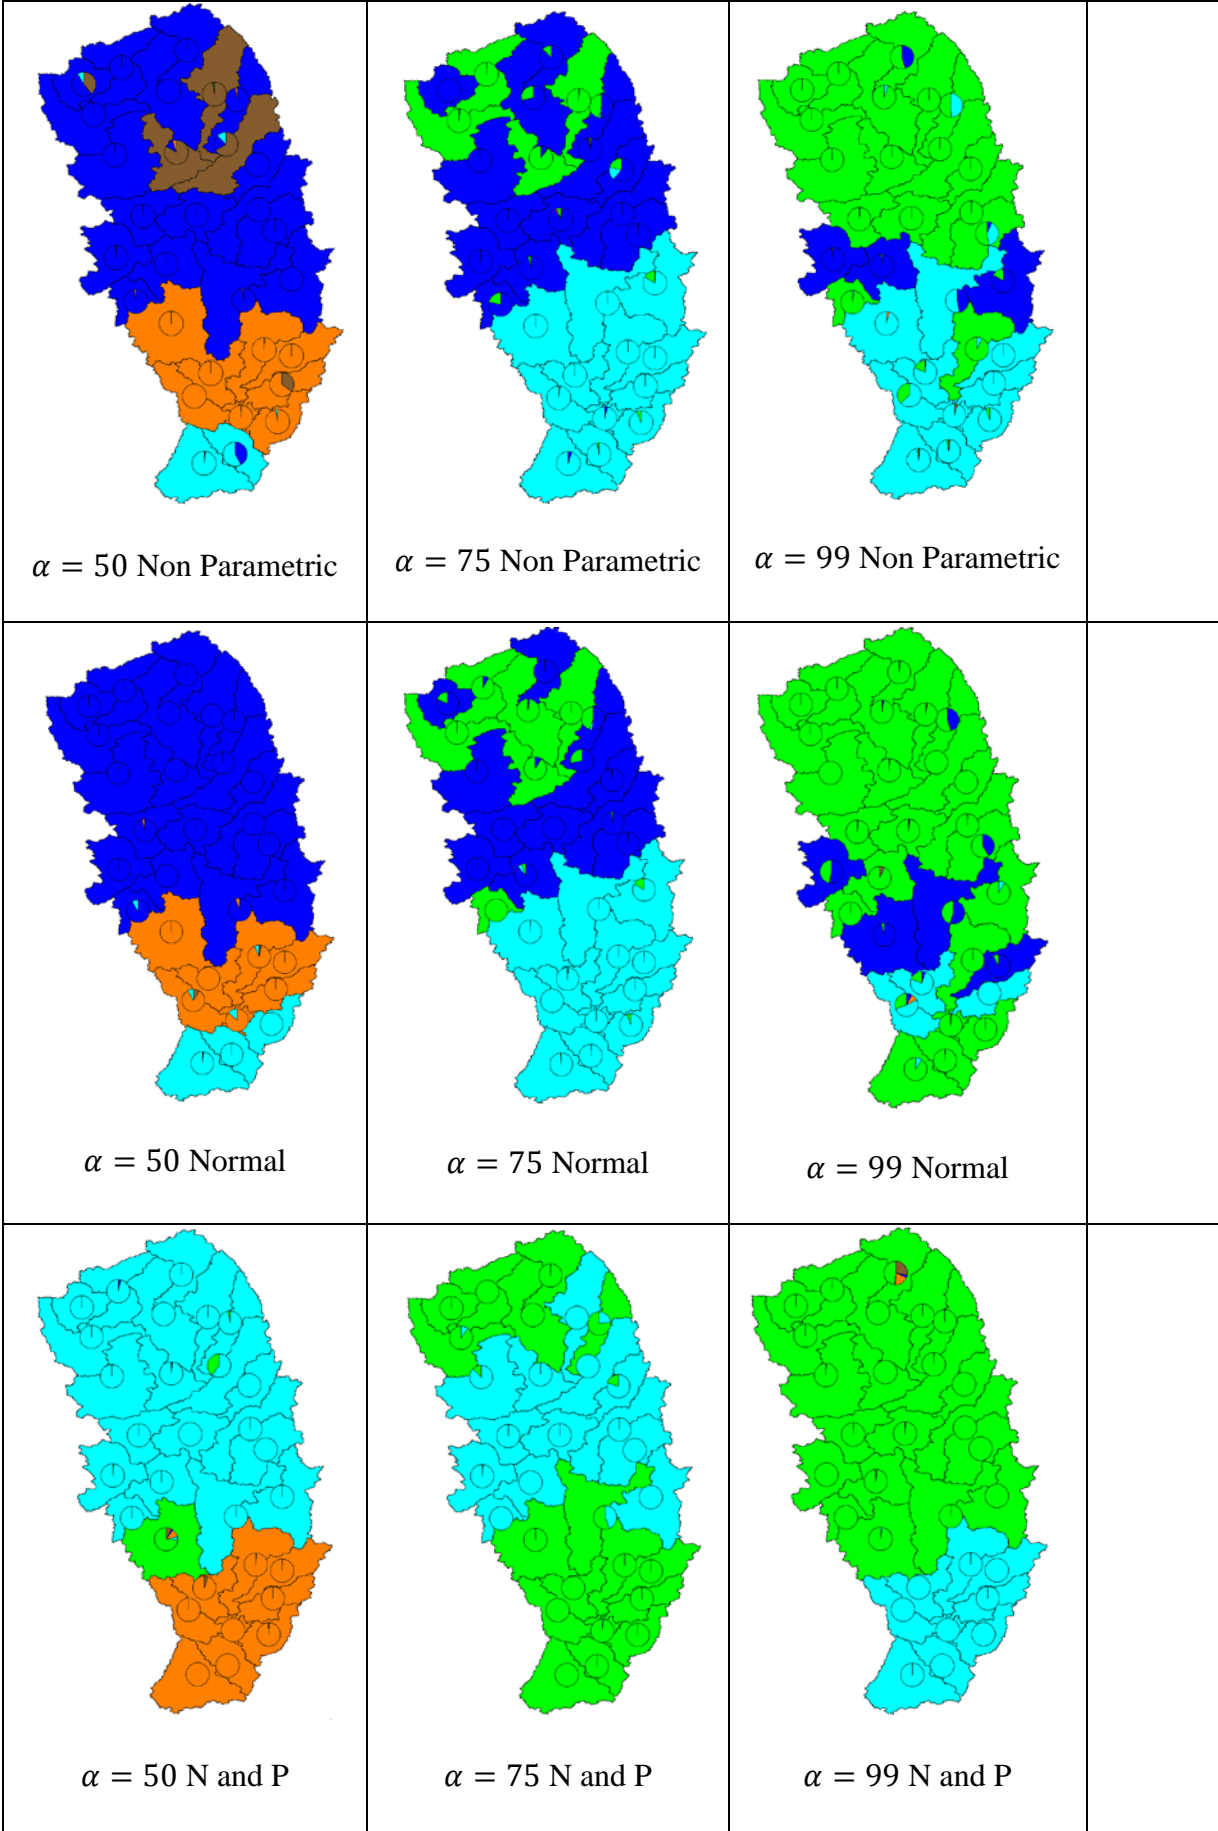 α = 50 Non Parametric
α = 75 Non Parametric
α = 99 Non Parametric
α = 50 Normal
α = 75 Normal
α = 99 Normal
α = 50 N and P
α = 75 N and P
α = 99 N and P